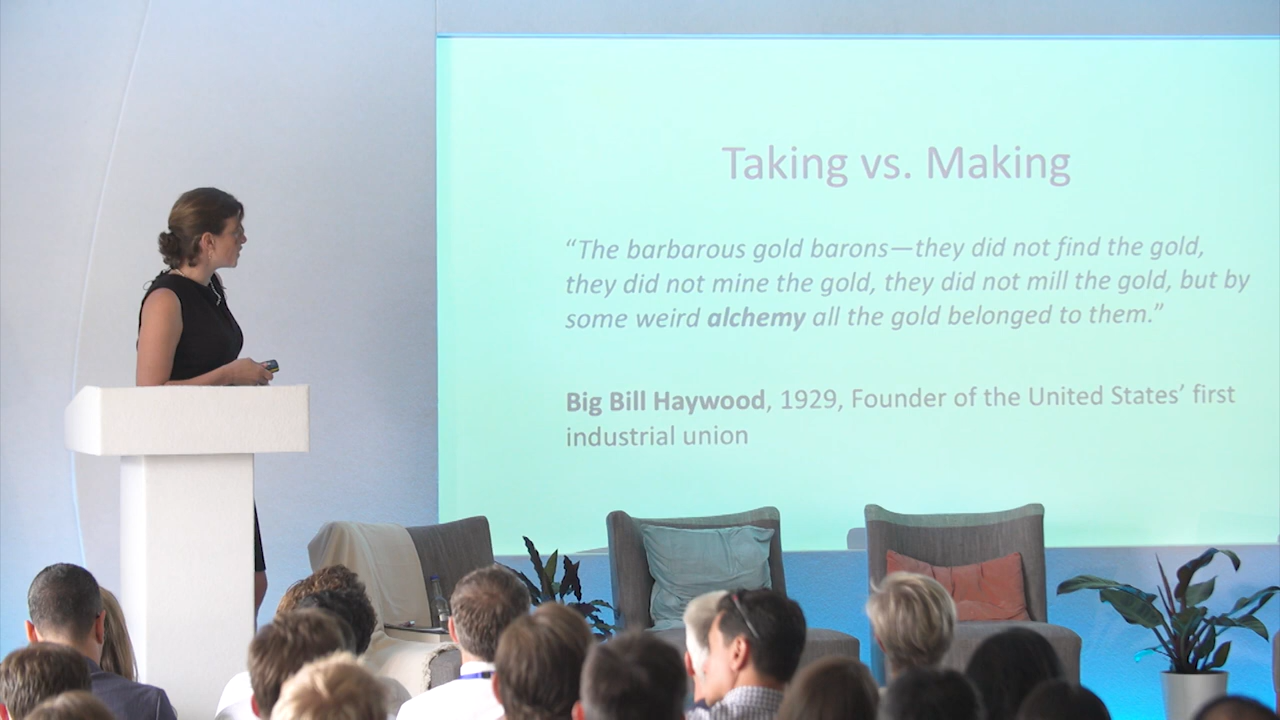 Taking vs. Making
“The barbarous gold barons—they did not find the gold,
they did not mine the gold, they did not mill the gold, but by
some weird alchemy all the gold belonged to them.”
Big Bill Haywood, 1929, Founder of the United States’ first
industrial union